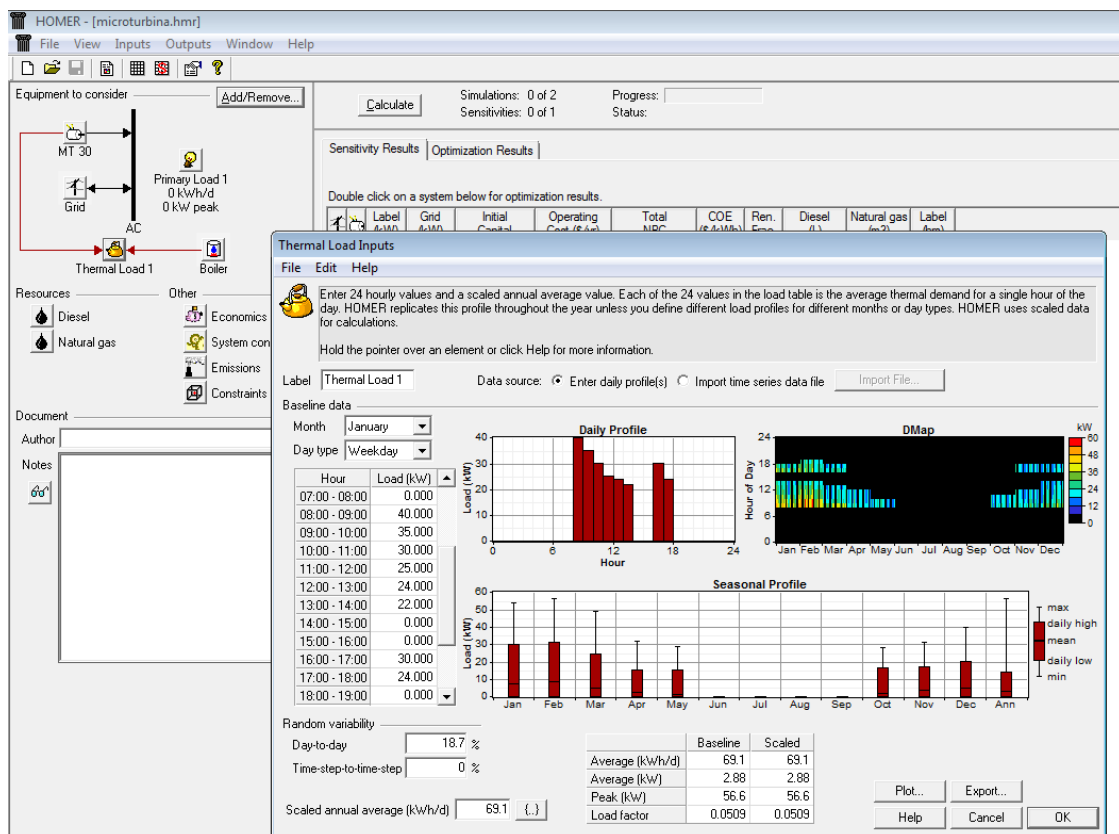 HOMER - [microturbina.hmr]
File View Inputs Outputs Window Help
Equipment to consider
Add/Remove...
MT 30
Primary Load 1
0 kWh/d
0 kW peak
Grid
AC
Thermal Load 1
Boiler
Resources
Other
Diesel
Economics
Natural gas
System con
Emissions
Constraints
Document
Author
Notes
Calculate
Simulations: 0 of 2
Progress:
Sensitivities: 0 of 1
Status:
Sensitivity Results
Optimization Results
Double click on a system below for optimization results.
Label Grid Initial Operating Total COE Ren. Diesel Natural gas Label
(kW) (kW) Capital Cost ($/yr) NPC ($/kWh) Frac. (L) (m3) (hrs)
Thermal Load Inputs
File Edit Help
Enter 24 hourly values and a scaled annual average value. Each of the 24 values in the load table is the average thermal demand for a single hour of the
day. HOMER replicates this profile throughout the year unless you define different load profiles for different months or day types. HOMER uses scaled data
for calculations.
Hold the pointer over an element or click Help for more information.
Label Thermal Load 1
Data source: Enter daily profile(s) Import time series data file
Import File...
Baseline data
Month January
Day type Weekday
Hour Load (kW)
07:00 - 08:00 0.000
08:00 - 09:00 40.000
09:00 - 10:00 35.000
10:00 - 11:00 30.000
11:00 - 12:00 25.000
12:00 - 13:00 24.000
13:00 - 14:00 22.000
14:00 - 15:00 0.000
15:00 - 16:00 0.000
16:00 - 17:00 30.000
17:00 - 18:00 24.000
18:00 - 19:00 0.000
Daily Profile
Load (kW)
40
30
20
10
0
0 6 12 18 24
Hour
DMap
Hour of Day
24
18
12
6
0
Jan Feb Mar Apr May Jun Jul Aug Sep Oct Nov Dec
kW
60
48
36
24
12
0
Seasonal Profile
Load (kW)
60
50
40
30
20
10
0
Jan Feb Mar Apr May Jun Jul Aug Sep Oct Nov Dec Ann
max
daily high
mean
daily low
min
Random variability
Day-to-day 18.7 %
Time-step-to-time-step 0 %
Scaled annual average (kWh/d) 69.1 {..}
Baseline Scaled
Average (kWh/d) 69.1 69.1
Average (kW) 2.88 2.88
Peak (kW) 56.6 56.6
Load factor 0.0509 0.0509
Plot... Export...
Help Cancel OK